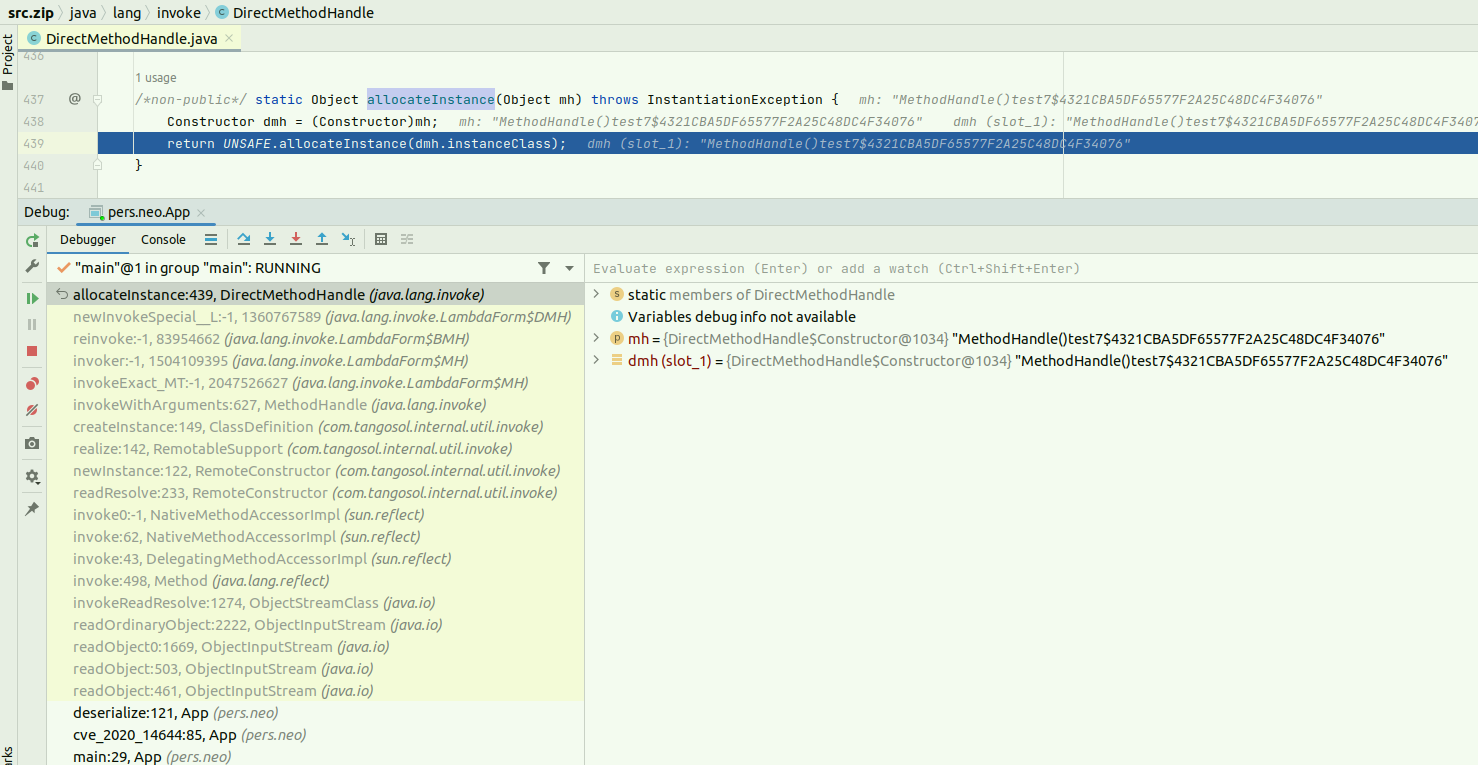 src.zip java lang invoke DirectMethodHandle
Project
DirectMethodHandle.java
436
1 usage
437 @ /*non-public*/ static Object allocateInstance(Object mh) throws InstantiationException { mh: "MethodHandle()test7$4321CBA5DF65577F2A25C48DC4F34076"
438 Constructor dmh = (Constructor)mh; mh: "MethodHandle()test7$4321CBA5DF65577F2A25C48DC4F34076" dmh (slot_1): "MethodHandle()test7$4321CBA5DF65577F2A25C48DC4F3407
439 return UNSAFE.allocateInstance(dmh.instanceClass); dmh (slot_1): "MethodHandle()test7$4321CBA5DF65577F2A25C48DC4F34076"
440 }
441
Debug: pers.neo.App
Debugger Console
"main"@1 in group "main": RUNNING
Evaluate expression (Enter) or add a watch (Ctrl+Shift+Enter)
allocateInstance:439, DirectMethodHandle (java.lang.invoke)
newInvokeSpecial__L:-1, 1360767589 (java.lang.invoke.LambdaForm$DMH)
reinvoke:-1, 83954662 (java.lang.invoke.LambdaForm$BMH)
invoker:-1, 1504109395 (java.lang.invoke.LambdaForm$MH)
invokeExact_MT:-1, 2047526627 (java.lang.invoke.LambdaForm$MH)
invokeWithArguments:627, MethodHandle (java.lang.invoke)
createInstance:149, ClassDefinition (com.tangosol.internal.util.invoke)
realize:142, RemotableSupport (com.tangosol.internal.util.invoke)
newInstance:122, RemoteConstructor (com.tangosol.internal.util.invoke)
readResolve:233, RemoteConstructor (com.tangosol.internal.util.invoke)
invoke0:-1, NativeMethodAccessorImpl (sun.reflect)
invoke:62, NativeMethodAccessorImpl (sun.reflect)
invoke:43, DelegatingMethodAccessorImpl (sun.reflect)
invoke:498, Method (java.lang.reflect)
invokeReadResolve:1274, ObjectStreamClass (java.io)
readOrdinaryObject:2222, ObjectInputStream (java.io)
readObject0:1669, ObjectInputStream (java.io)
readObject:503, ObjectInputStream (java.io)
readObject:461, ObjectInputStream (java.io)
deserialize:121, App (pers.neo)
cve_2020_14644:85, App (pers.neo)
main:29, App (pers.neo)
static members of DirectMethodHandle
Variables debug info not available
mh = {DirectMethodHandle$Constructor@1034} "MethodHandle()test7$4321CBA5DF65577F2A25C48DC4F34076"
dmh (slot_1) = {DirectMethodHandle$Constructor@1034} "MethodHandle()test7$4321CBA5DF65577F2A25C48DC4F34076"
rks